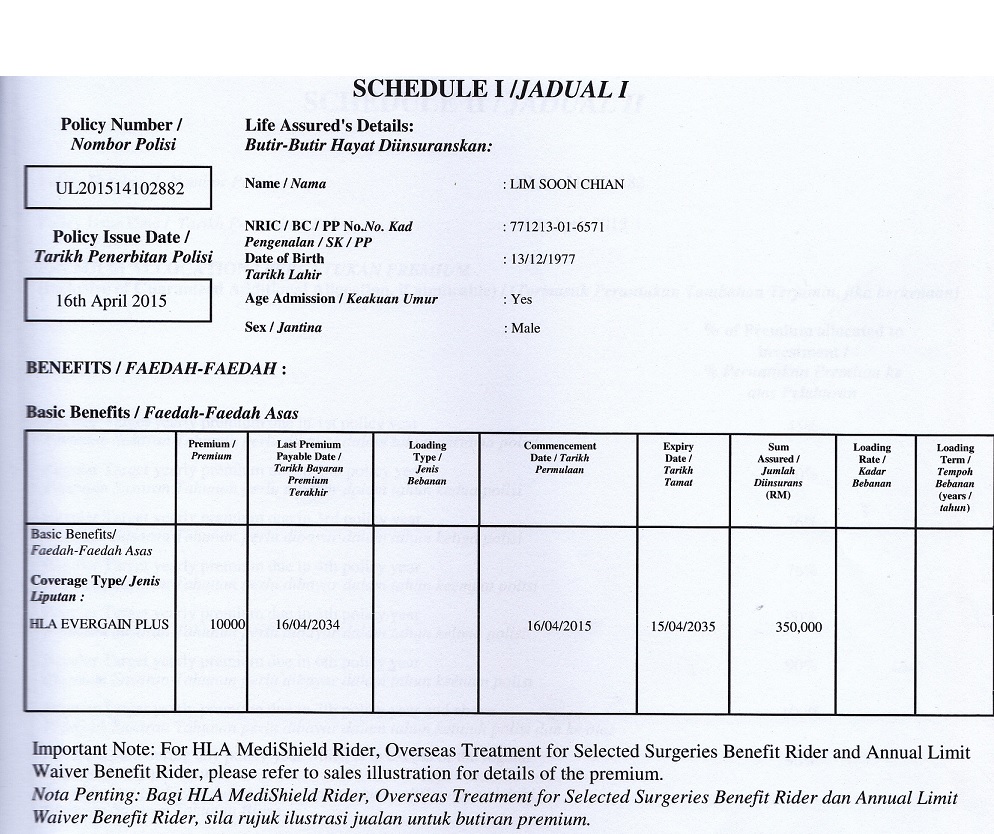 SCHEDULE I /JADUAL I
Policy Number /
Nombor Polisi
UL201514102882
Policy Issue Date /
Tarikh Penerbitan Polisi
16th April 2015
Life Assured's Details:
Butir-Butir Hayat Diinsuranskan:
Name / Nama : LIM SOON CHIAN
NRIC / BC / PP No.No. Kad : 771213-01-6571
Pengenalan / SK / PP
Date of Birth : 13/12/1977
Tarikh Lahir
Age Admission / Keakuan Umur : Yes
Sex / Jantina : Male
BENEFITS / FAEDAH-FAEDAH :
Basic Benefits / Faedah-Faedah Asas
Premium /
Premium
Last Premium
Payable Date /
Tarikh Bayaran
Premium
Terakhir
Loading
Type /
Jenis
Bebanan
Commencement
Date / Tarikh
Permulaan
Expiry
Date /
Tarikh
Tamat
Sum
Assured /
Jumlah
Diinsurans
(RM)
Loading
Rate /
Kadar
Bebanan
Loading
Term /
Tempoh
Bebanan
(years /
tahun)
Basic Benefits/
Faedah-Faedah Asas
Coverage Type/ Jenis
Liputan :
HLA EVERGAIN PLUS 10000 16/04/2034 16/04/2015 15/04/2035 350,000
Important Note: For HLA MediShield Rider, Overseas Treatment for Selected Surgeries Benefit Rider and Annual Limit
Waiver Benefit Rider, please refer to sales illustration for details of the premium.
Nota Penting: Bagi HLA MediShield Rider, Overseas Treatment for Selected Surgeries Benefit Rider dan Annual Limit
Waiver Benefit Rider, sila rujuk ilustrasi jualan untuk butiran premium.